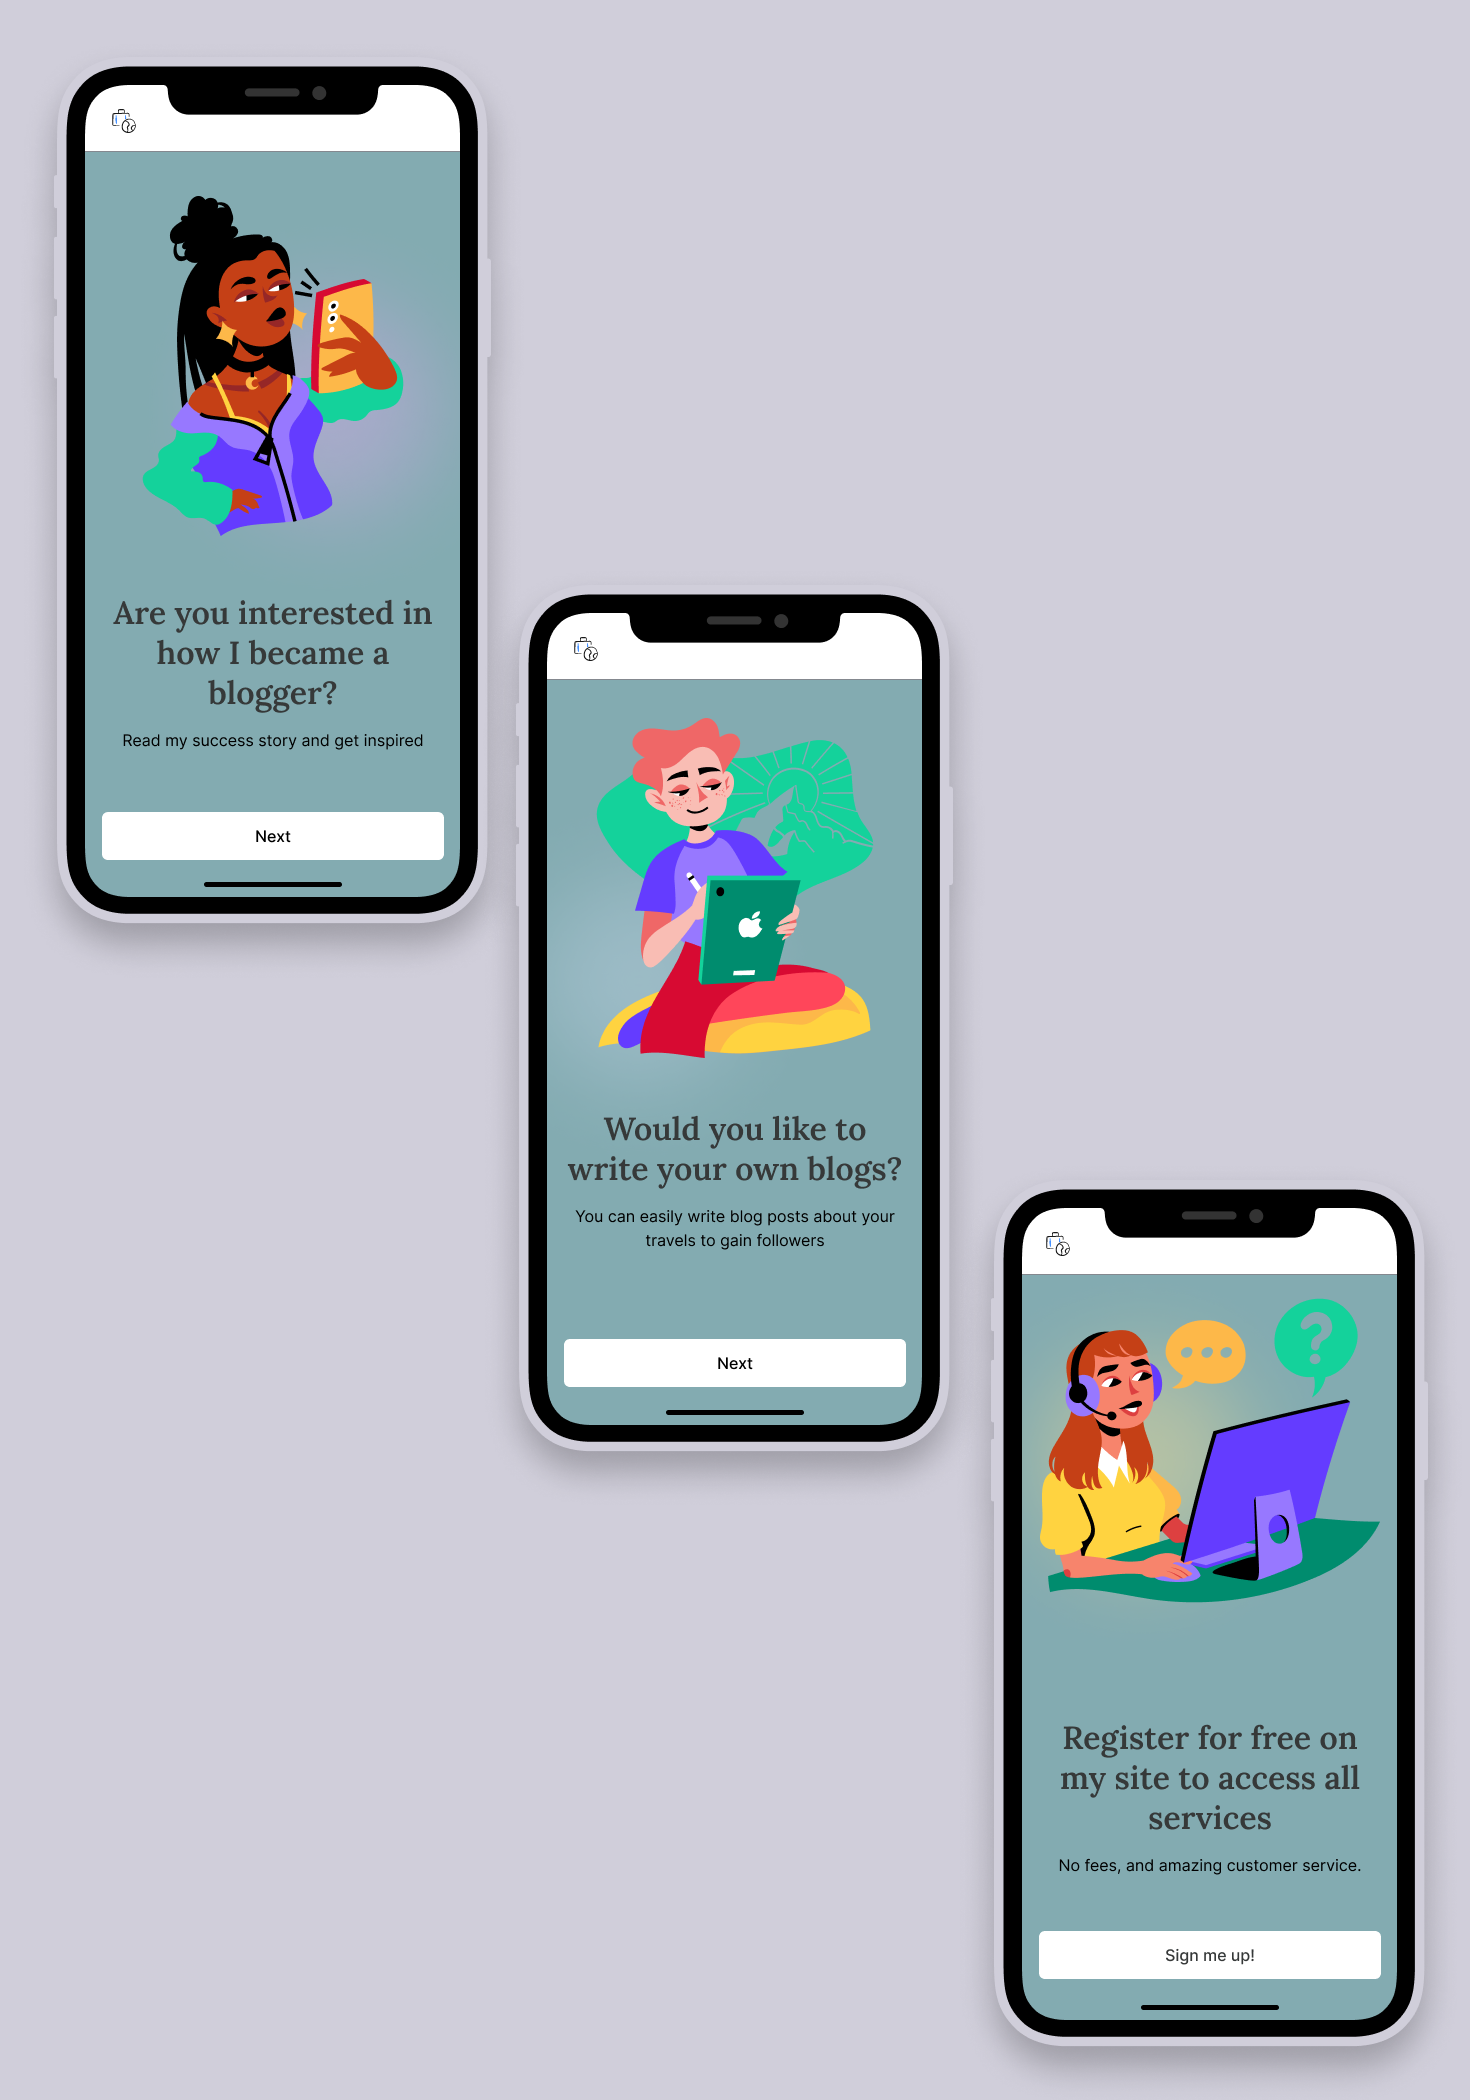 Are you interested in
how I became a
blogger?
Read my success story and get inspired
Next
Would you like to
write your own blogs?
You can easily write blog posts about your
travels to gain followers
Next
?
Register for free on
my site to access all
services
No fees, and amazing customer service.
Sign me up!